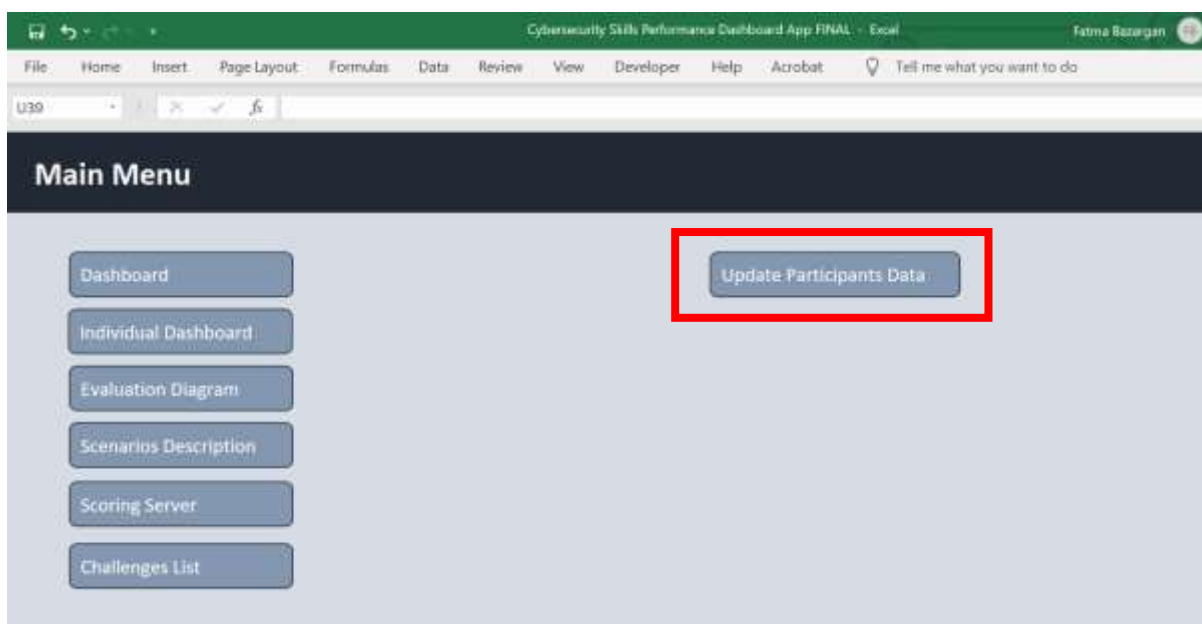 Cybersecurity Skills Performance Dashboard App FINAL - Excel Fatma Bazargan
File Home Insert Page Layout Formulas Data Review View Developer Help Acrobat Tell me what you want to do
U39 fx
Main Menu
Dashboard Update Participants Data
Individual Dashboard
Evaluation Diagram
Scenarios Description
Scoring Server
Challenges List